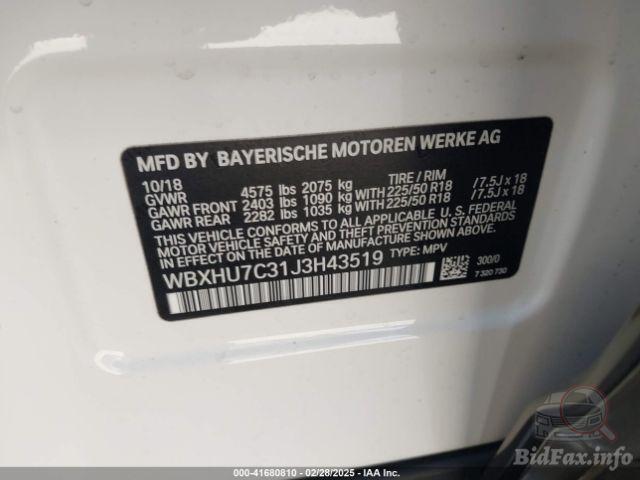 MFD BY BAYERISCHE MOTOREN WERKE AG
10/18 TIRE / RIM
GVWR 4575 lbs 2075 kg
GAWR FRONT 2403 lbs 1090 kg WITH 225/50 R18 /7.5J x 18
GAWR REAR 2282 lbs 1035 kg WITH 225/50 R18 /7.5J x 18
THIS VEHICLE CONFORMS TO ALL APPLICABLE U. S. FEDERAL
MOTOR VEHICLE SAFETY AND THEFT PREVENTION STANDARDS
IN EFFECT ON THE DATE OF MANUFACTURE SHOWN ABOVE.
WBXHU7C31J3H43519 TYPE: MPV 300/0
7 320 730
BidFax.info
000-41680810 - 02/28/2025 - IAA Inc.